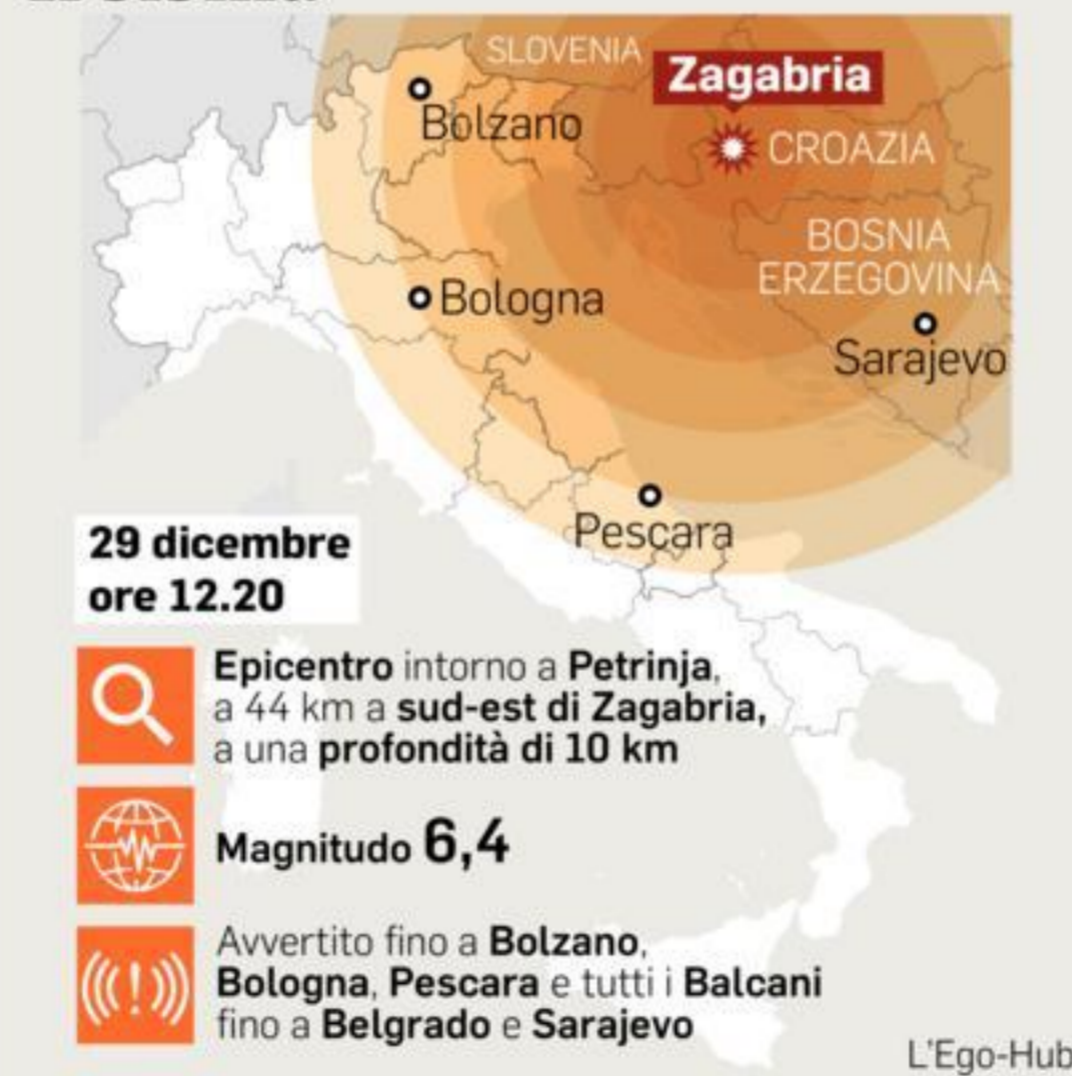 SLOVENIA
Zagabria
Bolzano
CROAZIA
BOSNIA
ERZEGOVINA
Bologna
Sarajevo
Pescara
29 dicembre
ore 12.20
Epicentro intorno a Petrinja,
a 44 km a sud-est di Zagabria,
a una profondità di 10 km
Magnitudo 6,4
Avvertito fino a Bolzano,
Bologna, Pescara e tutti i Balcani
fino a Belgrado e Sarajevo
L'Ego-Hub